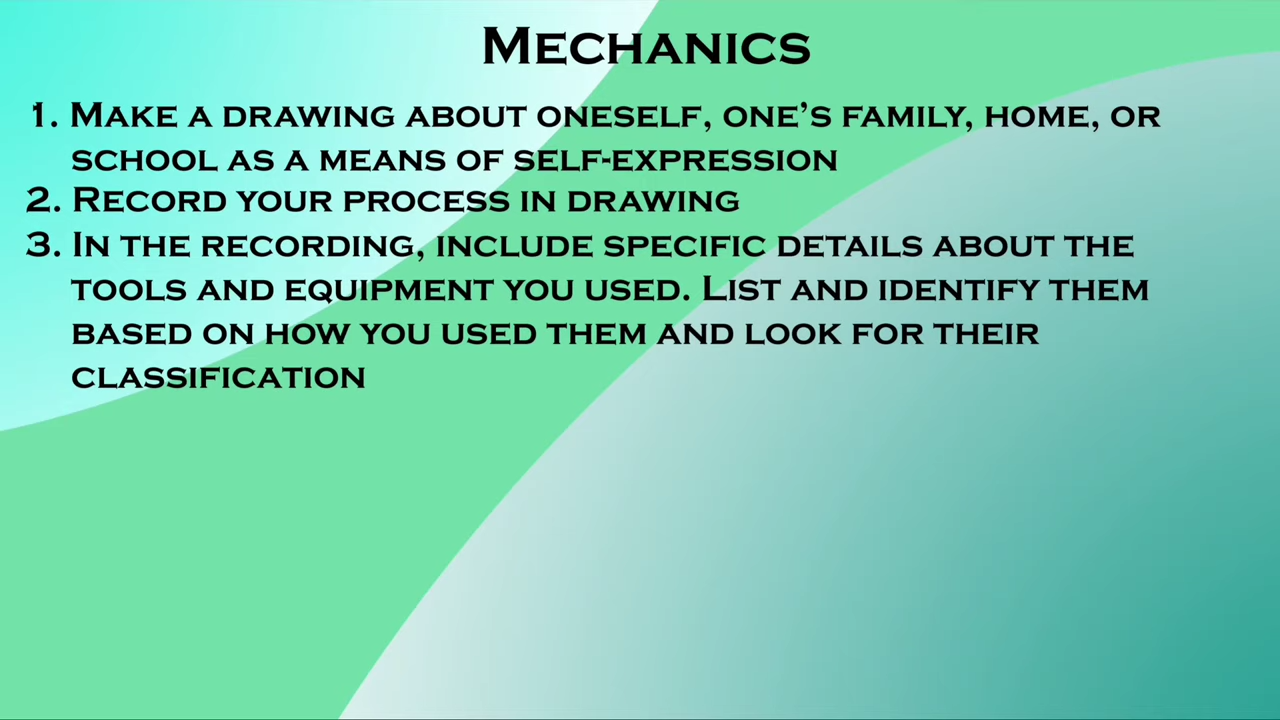 Mechanics
1. Make a drawing about oneself, one's family, home, or
school as a means of self-expression
2. Record your process in drawing
3. In the recording, include specific details about the
tools and equipment you used. List and identify them
based on how you used them and look for their
classification